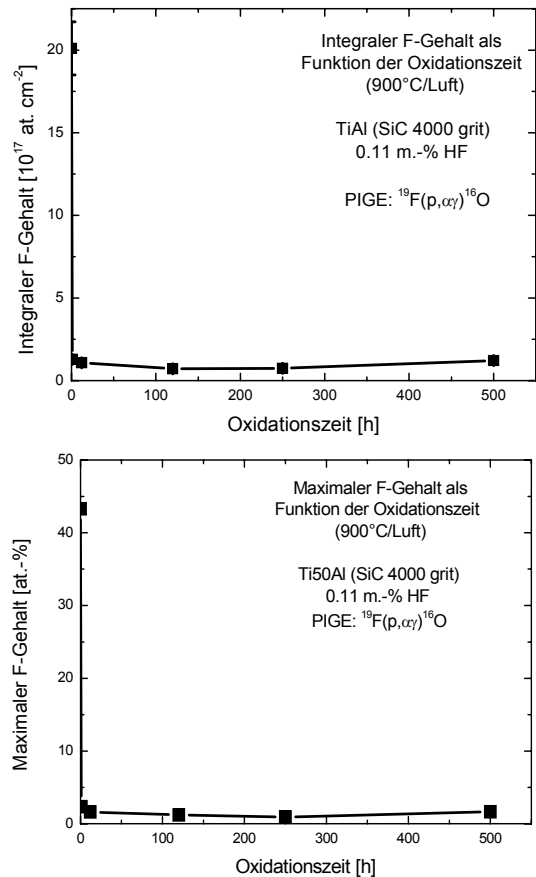 Integraler F-Gehalt als
Funktion der Oxidationszeit
(900°C/Luft)
TiAl (SiC 4000 grit)
0.11 m.-% HF
PIGE: ¹⁹F(p,αγ)¹⁶O
Integraler F-Gehalt [10¹⁷ at. cm⁻²]
20
15
10
5
0
0 100 200 300 400 500
Oxidationszeit [h]
Maximaler F-Gehalt als
Funktion der Oxidationszeit
(900°C/Luft)
Ti50Al (SiC 4000 grit)
0.11 m.-% HF
PIGE: ¹⁹F(p,αγ)¹⁶O
Maximaler F-Gehalt [at.-%]
50
40
30
20
10
0
0 100 200 300 400 500
Oxidationszeit [h]